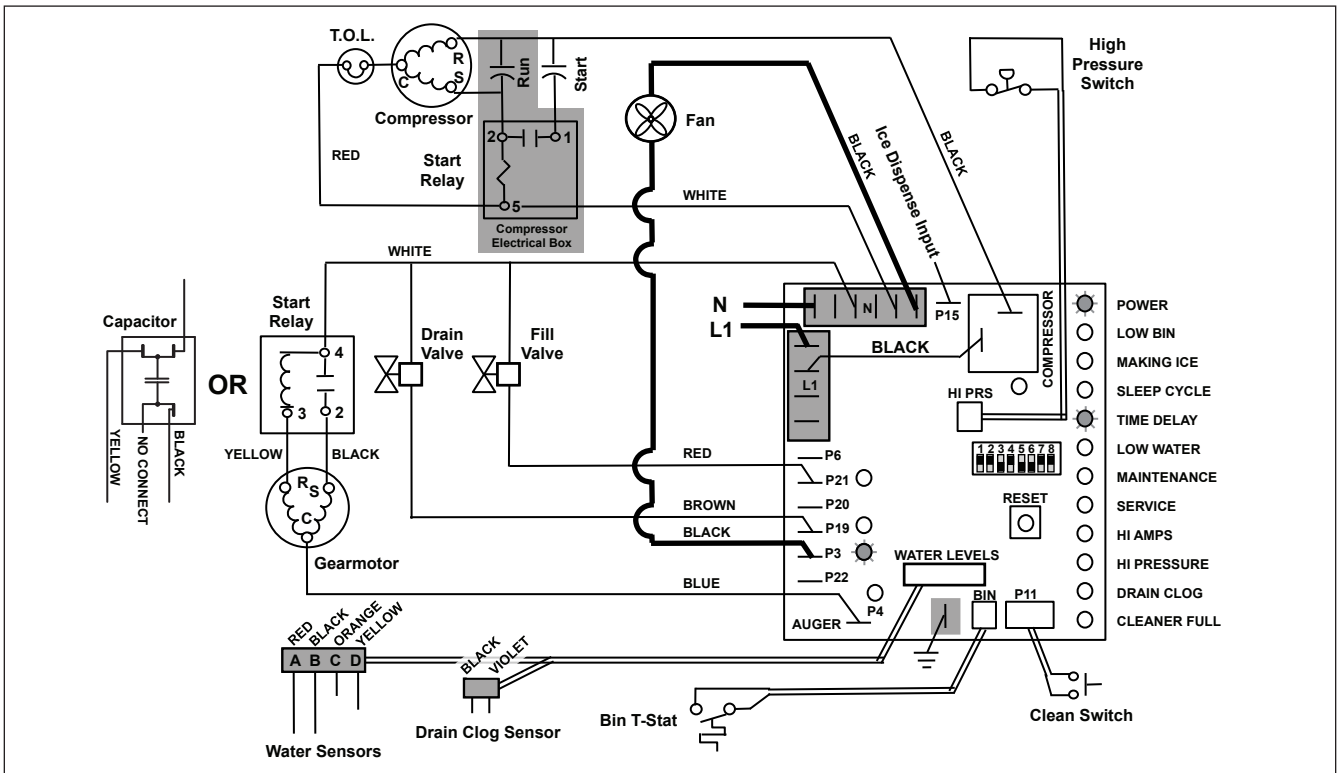 T.O.L.
R
S
C
Compressor
Run
Start
2
1
Start
Relay
5
Compressor
Electrical Box
RED
WHITE
WHITE
Fan
BLACK
Ice Dispense Input
BLACK
High
Pressure
Switch
Capacitor
YELLOW
NO CONNECT
BLACK
OR
Start
Relay
4
3
2
YELLOW
BLACK
R
S
C
Gearmotor
Drain
Valve
Fill
Valve
N
L1
N
P15
L1
BLACK
COMPRESSOR
HI PRS
1 2 3 4 5 6 7 8
RESET
RED
BROWN
BLACK
BLUE
P6
P21
P20
P19
P3
P22
P4
AUGER
WATER LEVELS
BIN
P11
POWER
LOW BIN
MAKING ICE
SLEEP CYCLE
TIME DELAY
LOW WATER
MAINTENANCE
SERVICE
HI AMPS
HI PRESSURE
DRAIN CLOG
CLEANER FULL
RED
BLACK
ORANGE
YELLOW
A B C D
Water Sensors
BLACK
VIOLET
Drain Clog Sensor
Bin T-Stat
Clean Switch